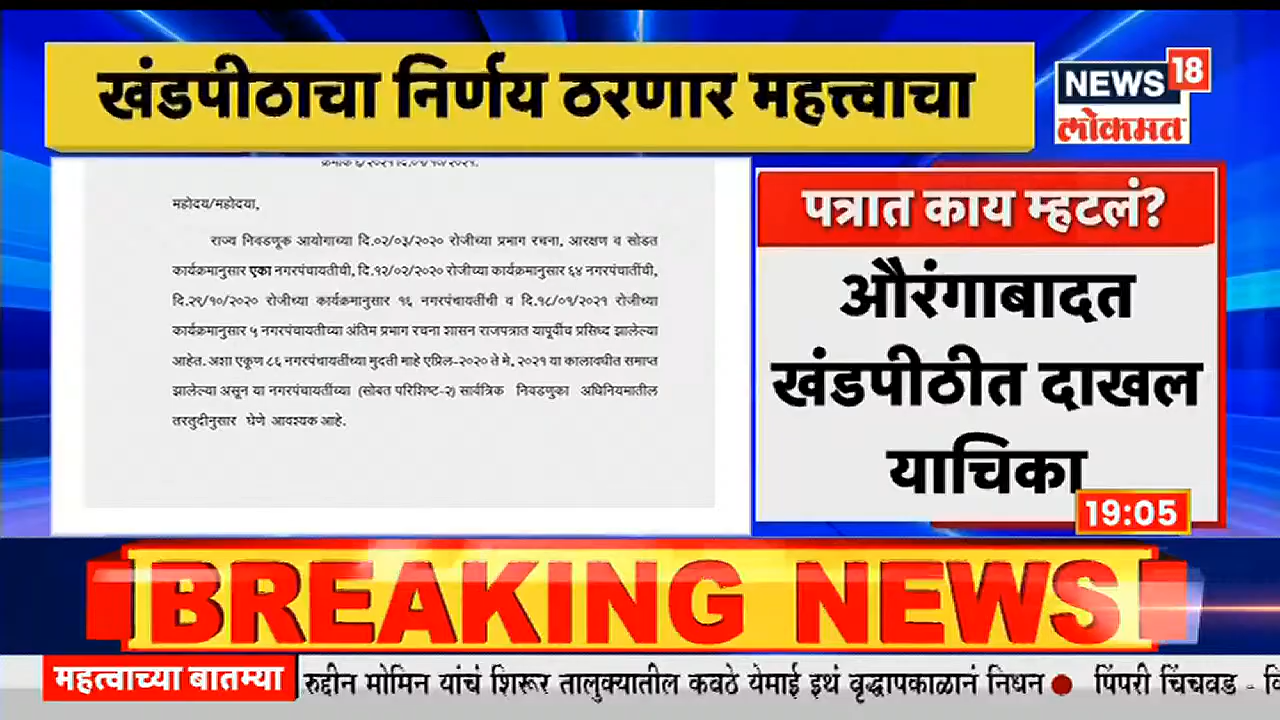 खंडपीठाचा निर्णय ठरणार महत्त्वाचा
NEWS 18
लोकमत
महोदय/महोदया,
राज्य निवडणूक आयोगाच्या दि.०२/०३/२०२० रोजीच्या प्रभाग रचना, आरक्षण व सोडत
कार्यक्रमानुसार एका नगरपंचायतीची, दि.१२/०२/२०२० रोजीच्या कार्यक्रमानुसार ६४ नगरपंचातींची,
दि.२९/१०/२०२० रोजीच्या कार्यक्रमानुसार १६ नगरपंचायतींची व दि.१८/०१/२०२१ रोजीच्या
कार्यक्रमानुसार ५ नगरपंचायतीच्या अंतिम प्रभाग रचना शासन राजपत्रात यापूर्वीच प्रसिध्द झालेल्या
आहेत. अशा एकूण ८६ नगरपंचायतींच्या मुदती माहे एप्रिल-२०२० ते मे, २०२१ या कालावधीत समाप्त
झालेल्या असून या नगरपंचायतींच्या (सोबत परिशिष्ट-२) सार्वत्रिक निवडणुका अधिनियमातील
तरतुदीनुसार घेणे आवश्यक आहे.
पत्रात काय म्हटलं?
औरंगाबादत
खंडपीठीत दाखल
याचिका
19:05
BREAKING NEWS
महत्वाच्या बातम्या
रुद्दीन मोमिन यांचं शिरूर तालुक्यातील कवठे येमाई इथं वृद्धापकाळानं निधन ● पिंपरी चिंचवड -